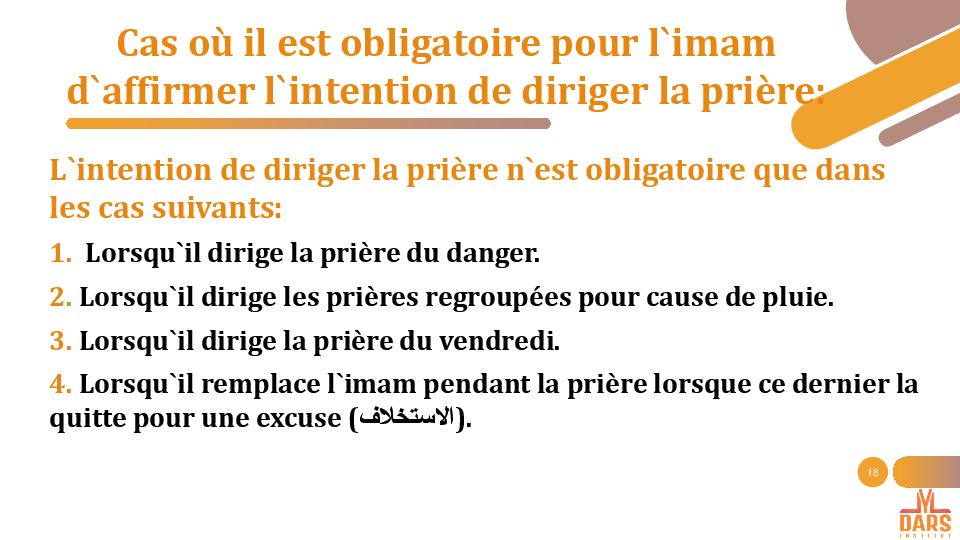 Cas où il est obligatoire pour l`imam
d`affirmer l`intention de diriger la prière:
L`intention de diriger la prière n`est obligatoire que dans
les cas suivants:
1. Lorsqu`il dirige la prière du danger.
2. Lorsqu`il dirige les prières regroupées pour cause de pluie.
3. Lorsqu`il dirige la prière du vendredi.
4. Lorsqu`il remplace l`imam pendant la prière lorsque ce dernier la
quitte pour une excuse (الاستخلاف).
18
DARS
INSTITUT